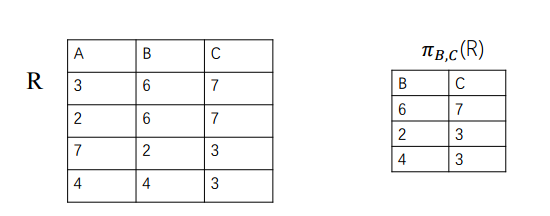 R
A B C
3 6 7
2 6 7
7 2 3
4 4 3
π_{B,C}(R)
B C
6 7
2 3
4 3